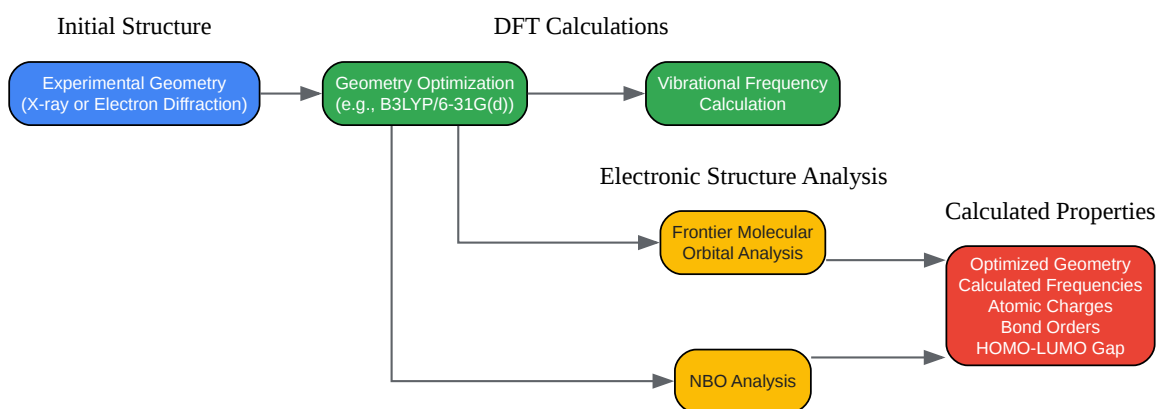 Initial Structure
DFT Calculations
Experimental Geometry
(X-ray or Electron Diffraction)
Geometry Optimization
(e.g., B3LYP/6-31G(d))
Vibrational Frequency
Calculation
Electronic Structure Analysis
Frontier Molecular
Orbital Analysis
NBO Analysis
Calculated Properties
Optimized Geometry
Calculated Frequencies
Atomic Charges
Bond Orders
HOMO-LUMO Gap